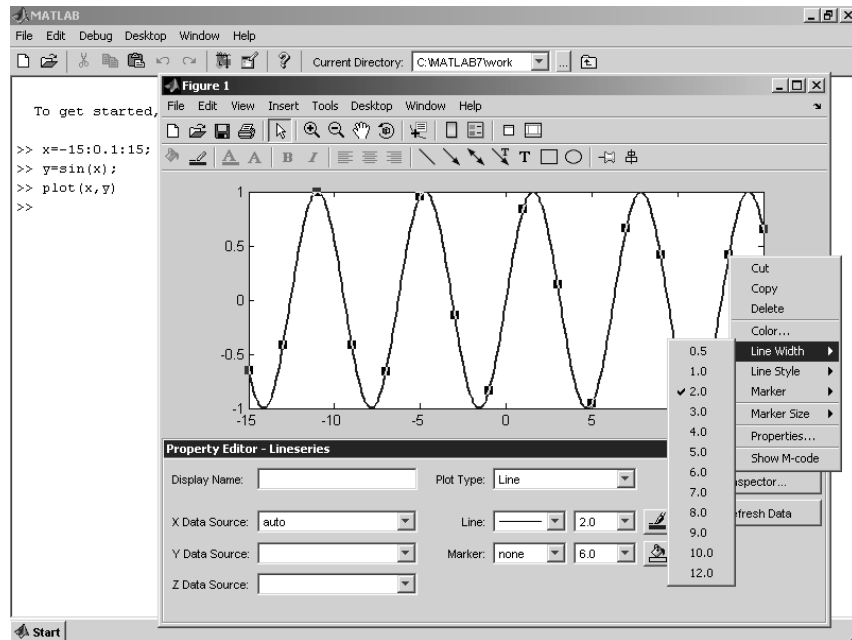 MATLAB
File Edit Debug Desktop Window Help
Current Directory: C:\MATLAB7\work
To get started,
>> x=-15:0.1:15;
>> y=sin(x);
>> plot(x,y)
>>
Figure 1
File Edit View Insert Tools Desktop Window Help
A A B I T
1
0.5
0
-0.5
-1
-15 -10 -5 0 5
Cut
Copy
Delete
Color...
Line Width
Line Style
Marker
Marker Size
Properties...
Show M-code
0.5
1.0
2.0
3.0
4.0
5.0
6.0
7.0
8.0
9.0
10.0
12.0
Property Editor - Lineseries
Display Name:
Plot Type: Line
X Data Source: auto
Line: 2.0
Y Data Source:
Marker: none 6.0
Z Data Source:
spector...
fresh Data
Start